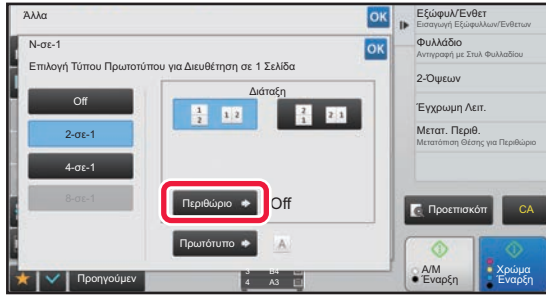 Άλλα
OK
N-σε-1
OK
Επιλογή Τύπου Πρωτοτύπου για Διευθέτηση σε 1 Σελίδα
Off
2-σε-1
4-σε-1
8-σε-1
Διάταξη
1
2
1 2
2
1
2 1
Περιθώριο
Off
Πρωτότυπο
A
Προηγούμεν
3 B4
4 A3
Εξώφυλ/Ένθετ
Εισαγωγή Εξώφυλλων/Ένθετων
Φυλλάδιο
Αντιγραφή με Στυλ Φυλλαδίου
2-Όψεων
Έγχρωμη Λειτ.
Μετατ. Περιθ.
Μετατόπιση Θέσης για Περιθώριο
Προεπισκόπ
CA
Α/Μ
Έναρξη
Χρώμα
Έναρξη